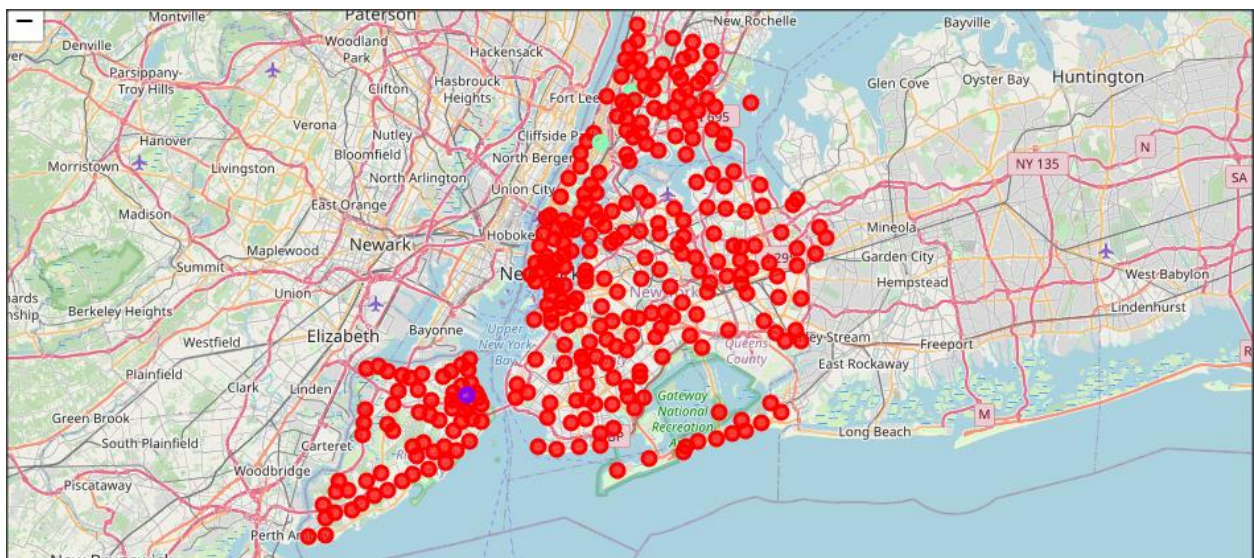 −
Montville
Paterson
New Rochelle
Bayville
Denville
Woodland
Park
Hackensack
Parsippany-
Troy Hills
Clifton
Hasbrouck
Heights
Fort Lee
Glen Cove
Oyster Bay
Huntington
Verona
Nutley
Cliffside Pa
695
Hanover
Bloomfield
North Bergen
N
Morristown
Livingston
North Arlington
NY 135
SA
East Orange
Union City
Madison
Mineola
Maplewood
Newark
Hoboke
Garden City
Summit
New York
West Babylon
Union
Hempstead
Berkeley Heights
Lindenhurst
Elizabeth
Bayonne
Upper
New York
Bay
Queens
County
ey Stream
Freeport
Westfield
East Rockaway
Plainfield
Linden
Clark
Gateway
National
Recreation
Green Brook
M
South Plainfield
Carteret
Long Beach
Woodbridge
Piscataway
Perth A